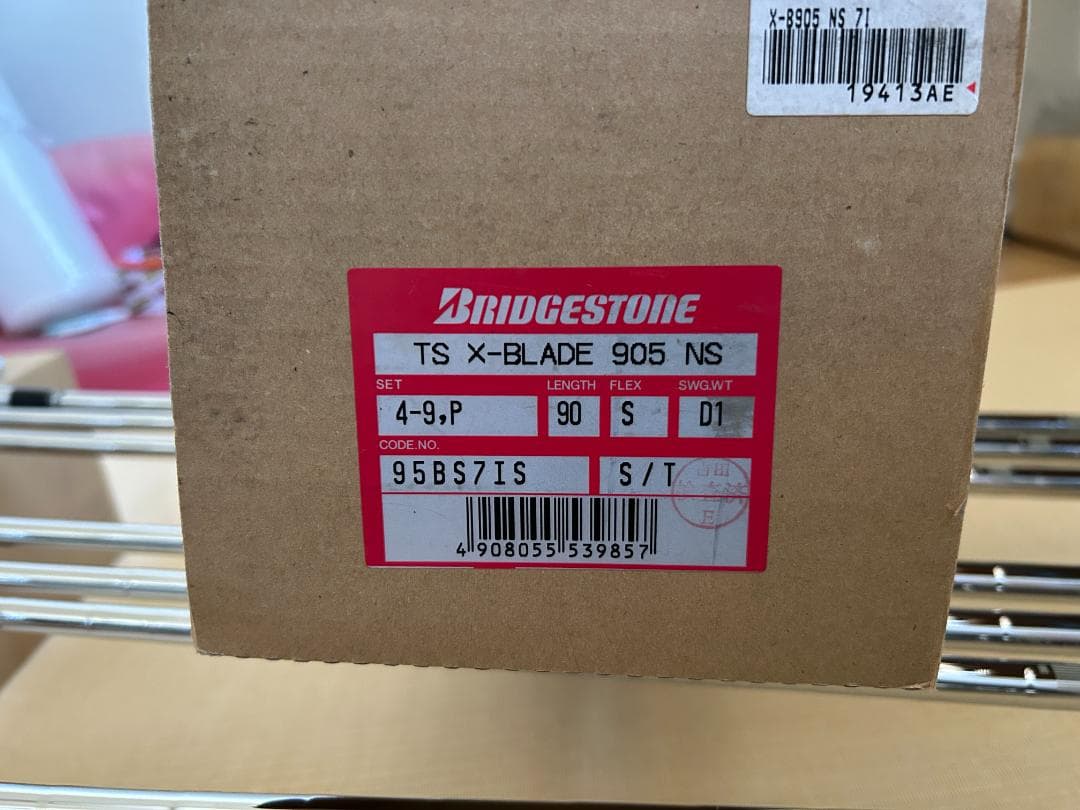 X-B905 NS 7I
19413AE
BRIDGESTONE
TS X-BLADE 905 NS
SET LENGTH FLEX SWG.WT
4-9,P 90 S D1
CODE.NO.
95BS7IS S/T
E
4 908055 539857